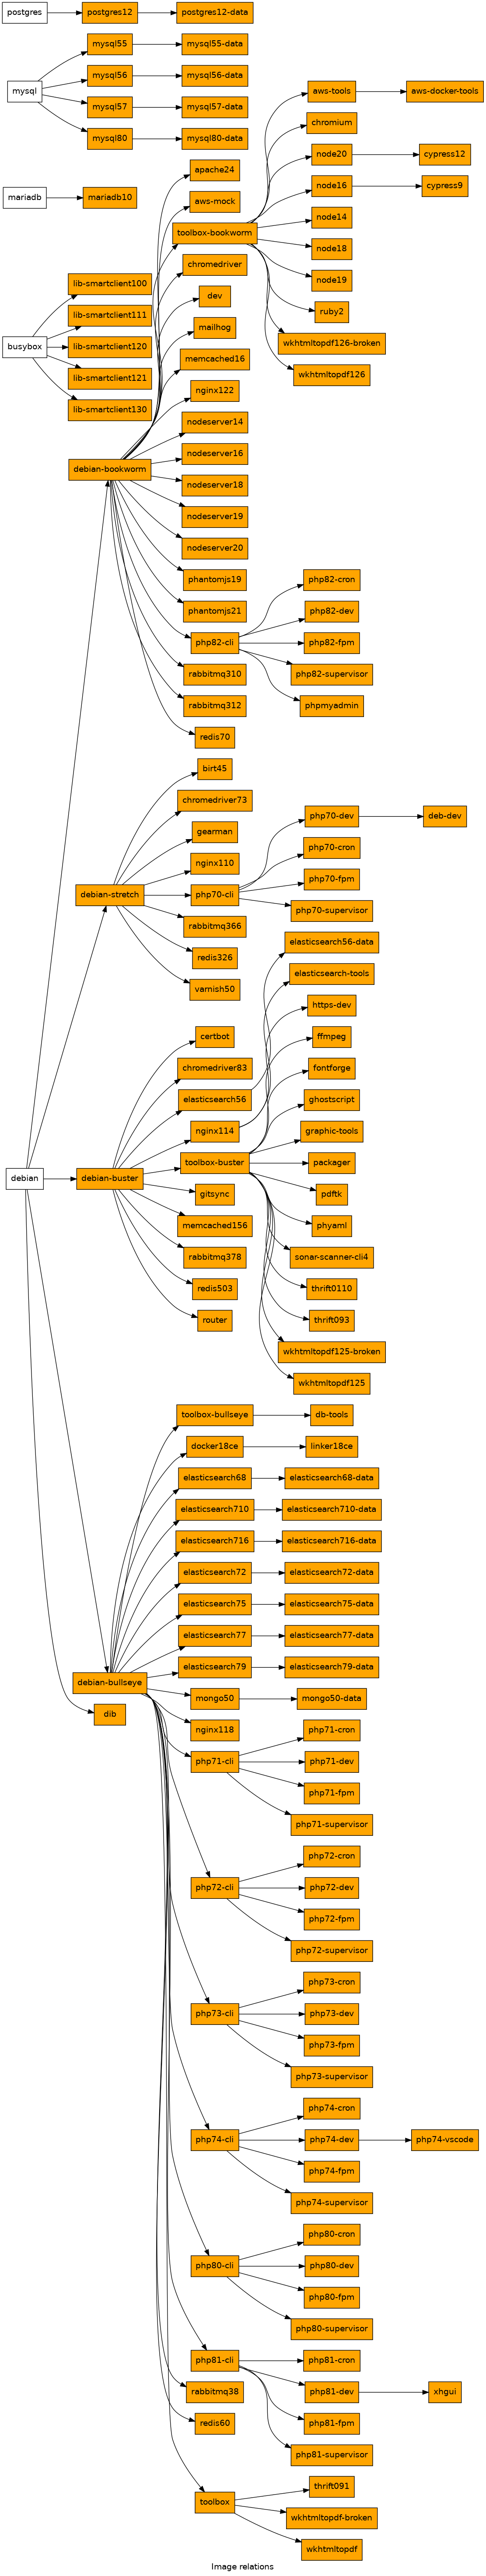 postgres
postgres12
postgres12-data
mysql
mysql55
mysql55-data
mysql56
mysql56-data
mysql57
mysql57-data
mysql80
mysql80-data
mariadb
mariadb10
busybox
lib-smartclient100
lib-smartclient111
lib-smartclient120
lib-smartclient121
lib-smartclient130
debian
debian-bookworm
apache24
aws-mock
toolbox-bookworm
aws-tools
aws-docker-tools
chromium
node20
cypress12
node16
cypress9
node14
node18
node19
ruby2
wkhtmltopdf126-broken
wkhtmltopdf126
chromedriver
dev
mailhog
memcached16
nginx122
nodeserver14
nodeserver16
nodeserver18
nodeserver19
nodeserver20
phantomjs19
phantomjs21
php82-cli
php82-cron
php82-dev
php82-fpm
php82-supervisor
phpmyadmin
rabbitmq310
rabbitmq312
redis70
debian-stretch
birt45
chromedriver73
gearman
nginx110
php70-cli
php70-dev
deb-dev
php70-cron
php70-fpm
php70-supervisor
rabbitmq366
redis326
varnish50
debian-buster
certbot
chromedriver83
elasticsearch56
elasticsearch56-data
elasticsearch-tools
nginx114
https-dev
toolbox-buster
ffmpeg
fontforge
ghostscript
graphic-tools
packager
pdftk
phyaml
sonar-scanner-cli4
thrift0110
thrift093
wkhtmltopdf125-broken
wkhtmltopdf125
gitsync
memcached156
rabbitmq378
redis503
router
debian-bullseye
toolbox-bullseye
db-tools
docker18ce
linker18ce
elasticsearch68
elasticsearch68-data
elasticsearch710
elasticsearch710-data
elasticsearch716
elasticsearch716-data
elasticsearch72
elasticsearch72-data
elasticsearch75
elasticsearch75-data
elasticsearch77
elasticsearch77-data
elasticsearch79
elasticsearch79-data
mongo50
mongo50-data
nginx118
dib
php71-cli
php71-cron
php71-dev
php71-fpm
php71-supervisor
php72-cli
php72-cron
php72-dev
php72-fpm
php72-supervisor
php73-cli
php73-cron
php73-dev
php73-fpm
php73-supervisor
php74-cli
php74-cron
php74-dev
php74-vscode
php74-fpm
php74-supervisor
php80-cli
php80-cron
php80-dev
php80-fpm
php80-supervisor
php81-cli
php81-cron
php81-dev
xhgui
php81-fpm
php81-supervisor
rabbitmq38
redis60
toolbox
thrift091
wkhtmltopdf-broken
wkhtmltopdf
Image relations